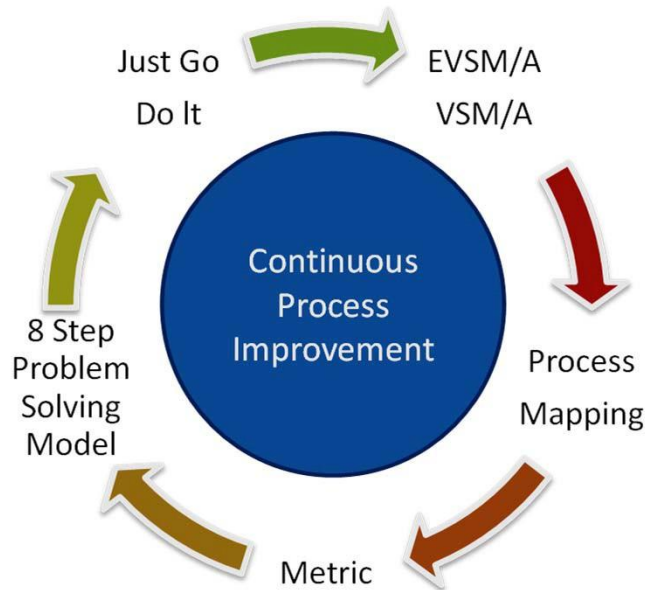 Just Go
Do It
EVSM/A
VSM/A
Continuous
Process
Improvement
8 Step
Problem
Solving
Model
Process
Mapping
Metric